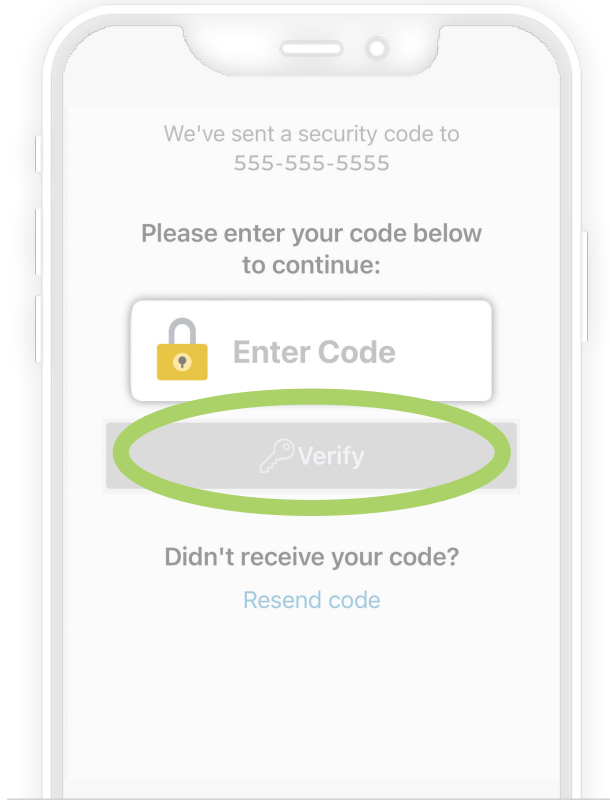 We've sent a security code to
555-555-5555
Please enter your code below
to continue:
Enter Code
Verify
Didn't receive your code?
Resend code